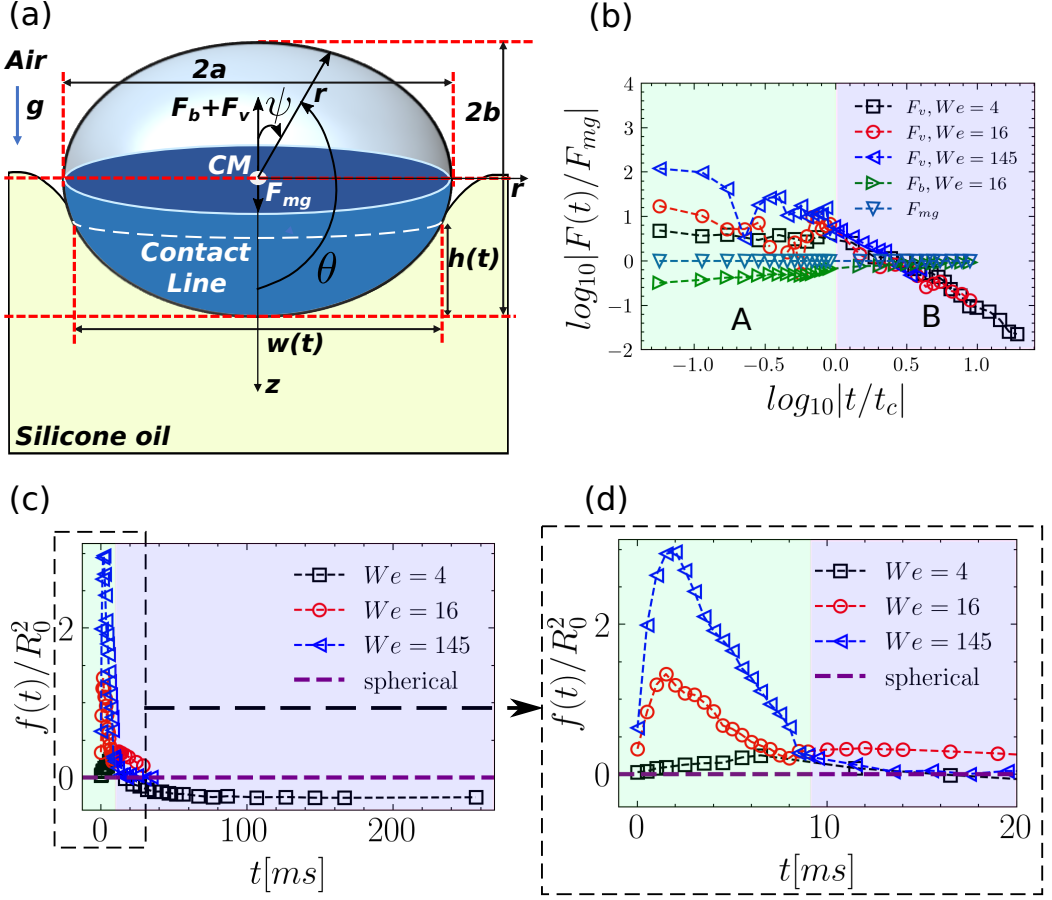 (a)
Air
g
2a
F_b+F_v
ψ
r
2b
CM
F_mg
r
Contact
Line
θ
h(t)
w(t)
z
Silicone oil
(b)
log_10|F(t)/F_mg|
4
3
2
1
0
−1
−2
F_v, We = 4
F_v, We = 16
F_v, We = 145
F_b, We = 16
F_mg
A
B
−1.0
−0.5
0.0
0.5
1.0
log_10|t/t_c|
(c)
f(t)/R_0^2
2
0
We = 4
We = 16
We = 145
spherical
0
100
200
t[ms]
(d)
f(t)/R_0^2
2
0
We = 4
We = 16
We = 145
spherical
0
10
20
t[ms]